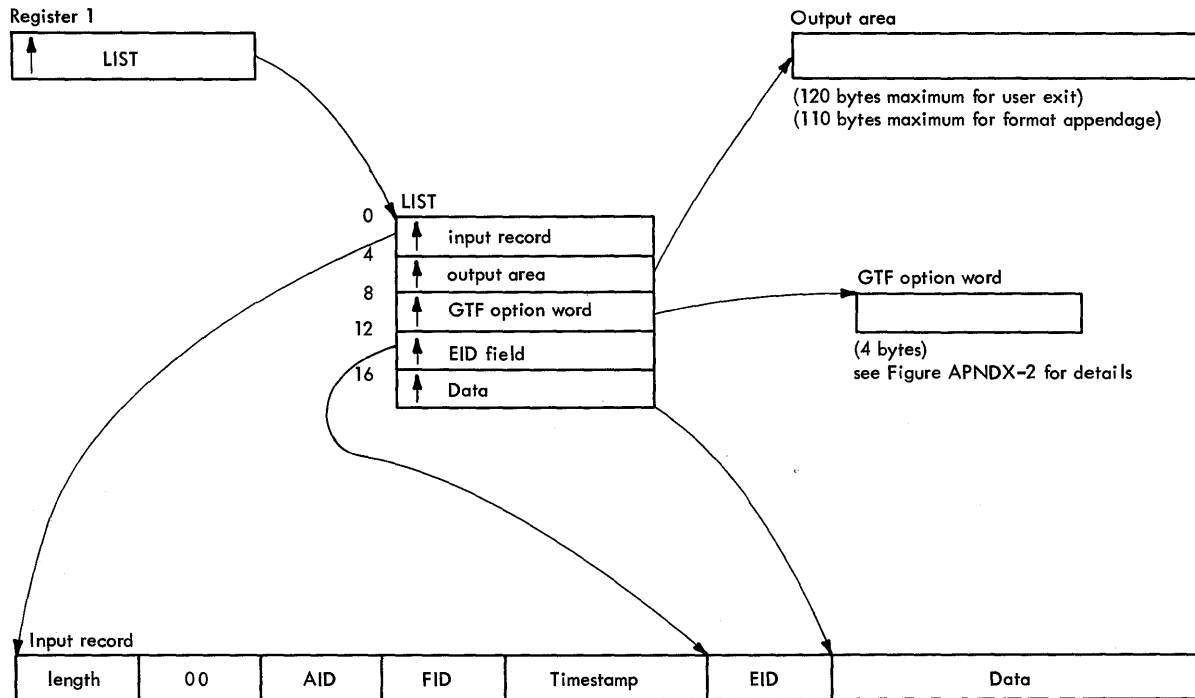 Register 1
LIST
Output area
(120 bytes maximum for user exit)
(110 bytes maximum for format appendage)
LIST
0
input record
4
output area
8
GTF option word
12
EID field
16
Data
GTF option word
(4 bytes)
see Figure APNDX-2 for details
Input record
length 00 AID FID Timestamp EID Data